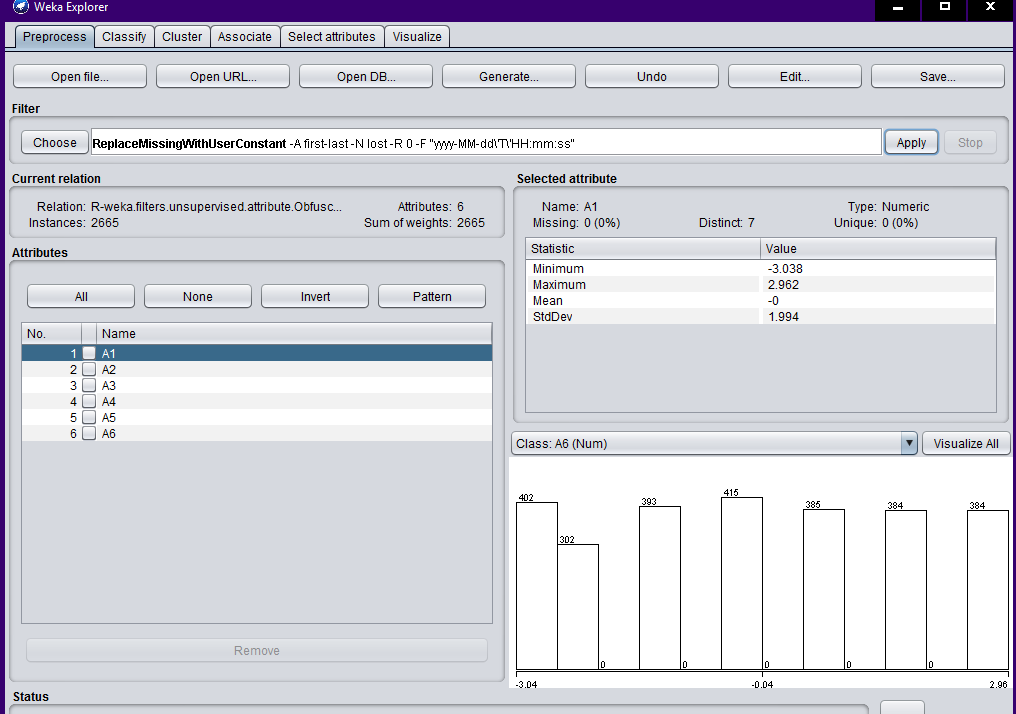 Weka Explorer
Preprocess Classify Cluster Associate Select attributes Visualize
Open file... Open URL... Open DB... Generate... Undo Edit... Save...
Filter
Choose ReplaceMissingWithUserConstant -A first-last -N lost -R 0 -F "yyyy-MM-dd\'T\'HH:mm:ss" Apply Stop
Current relation
Relation: R-weka.filters.unsupervised.attribute.Obfusc... Attributes: 6
Instances: 2665 Sum of weights: 2665
Attributes
All None Invert Pattern
No. Name
1 A1
2 A2
3 A3
4 A4
5 A5
6 A6
Remove
Selected attribute
Name: A1 Type: Numeric
Missing: 0 (0%) Distinct: 7 Unique: 0 (0%)
Statistic Value
Minimum -3.038
Maximum 2.962
Mean -0
StdDev 1.994
Class: A6 (Num) Visualize All
402 302 0 393 0 415 0 385 0 384 0 384
-3.04 -0.04 2.96
Status